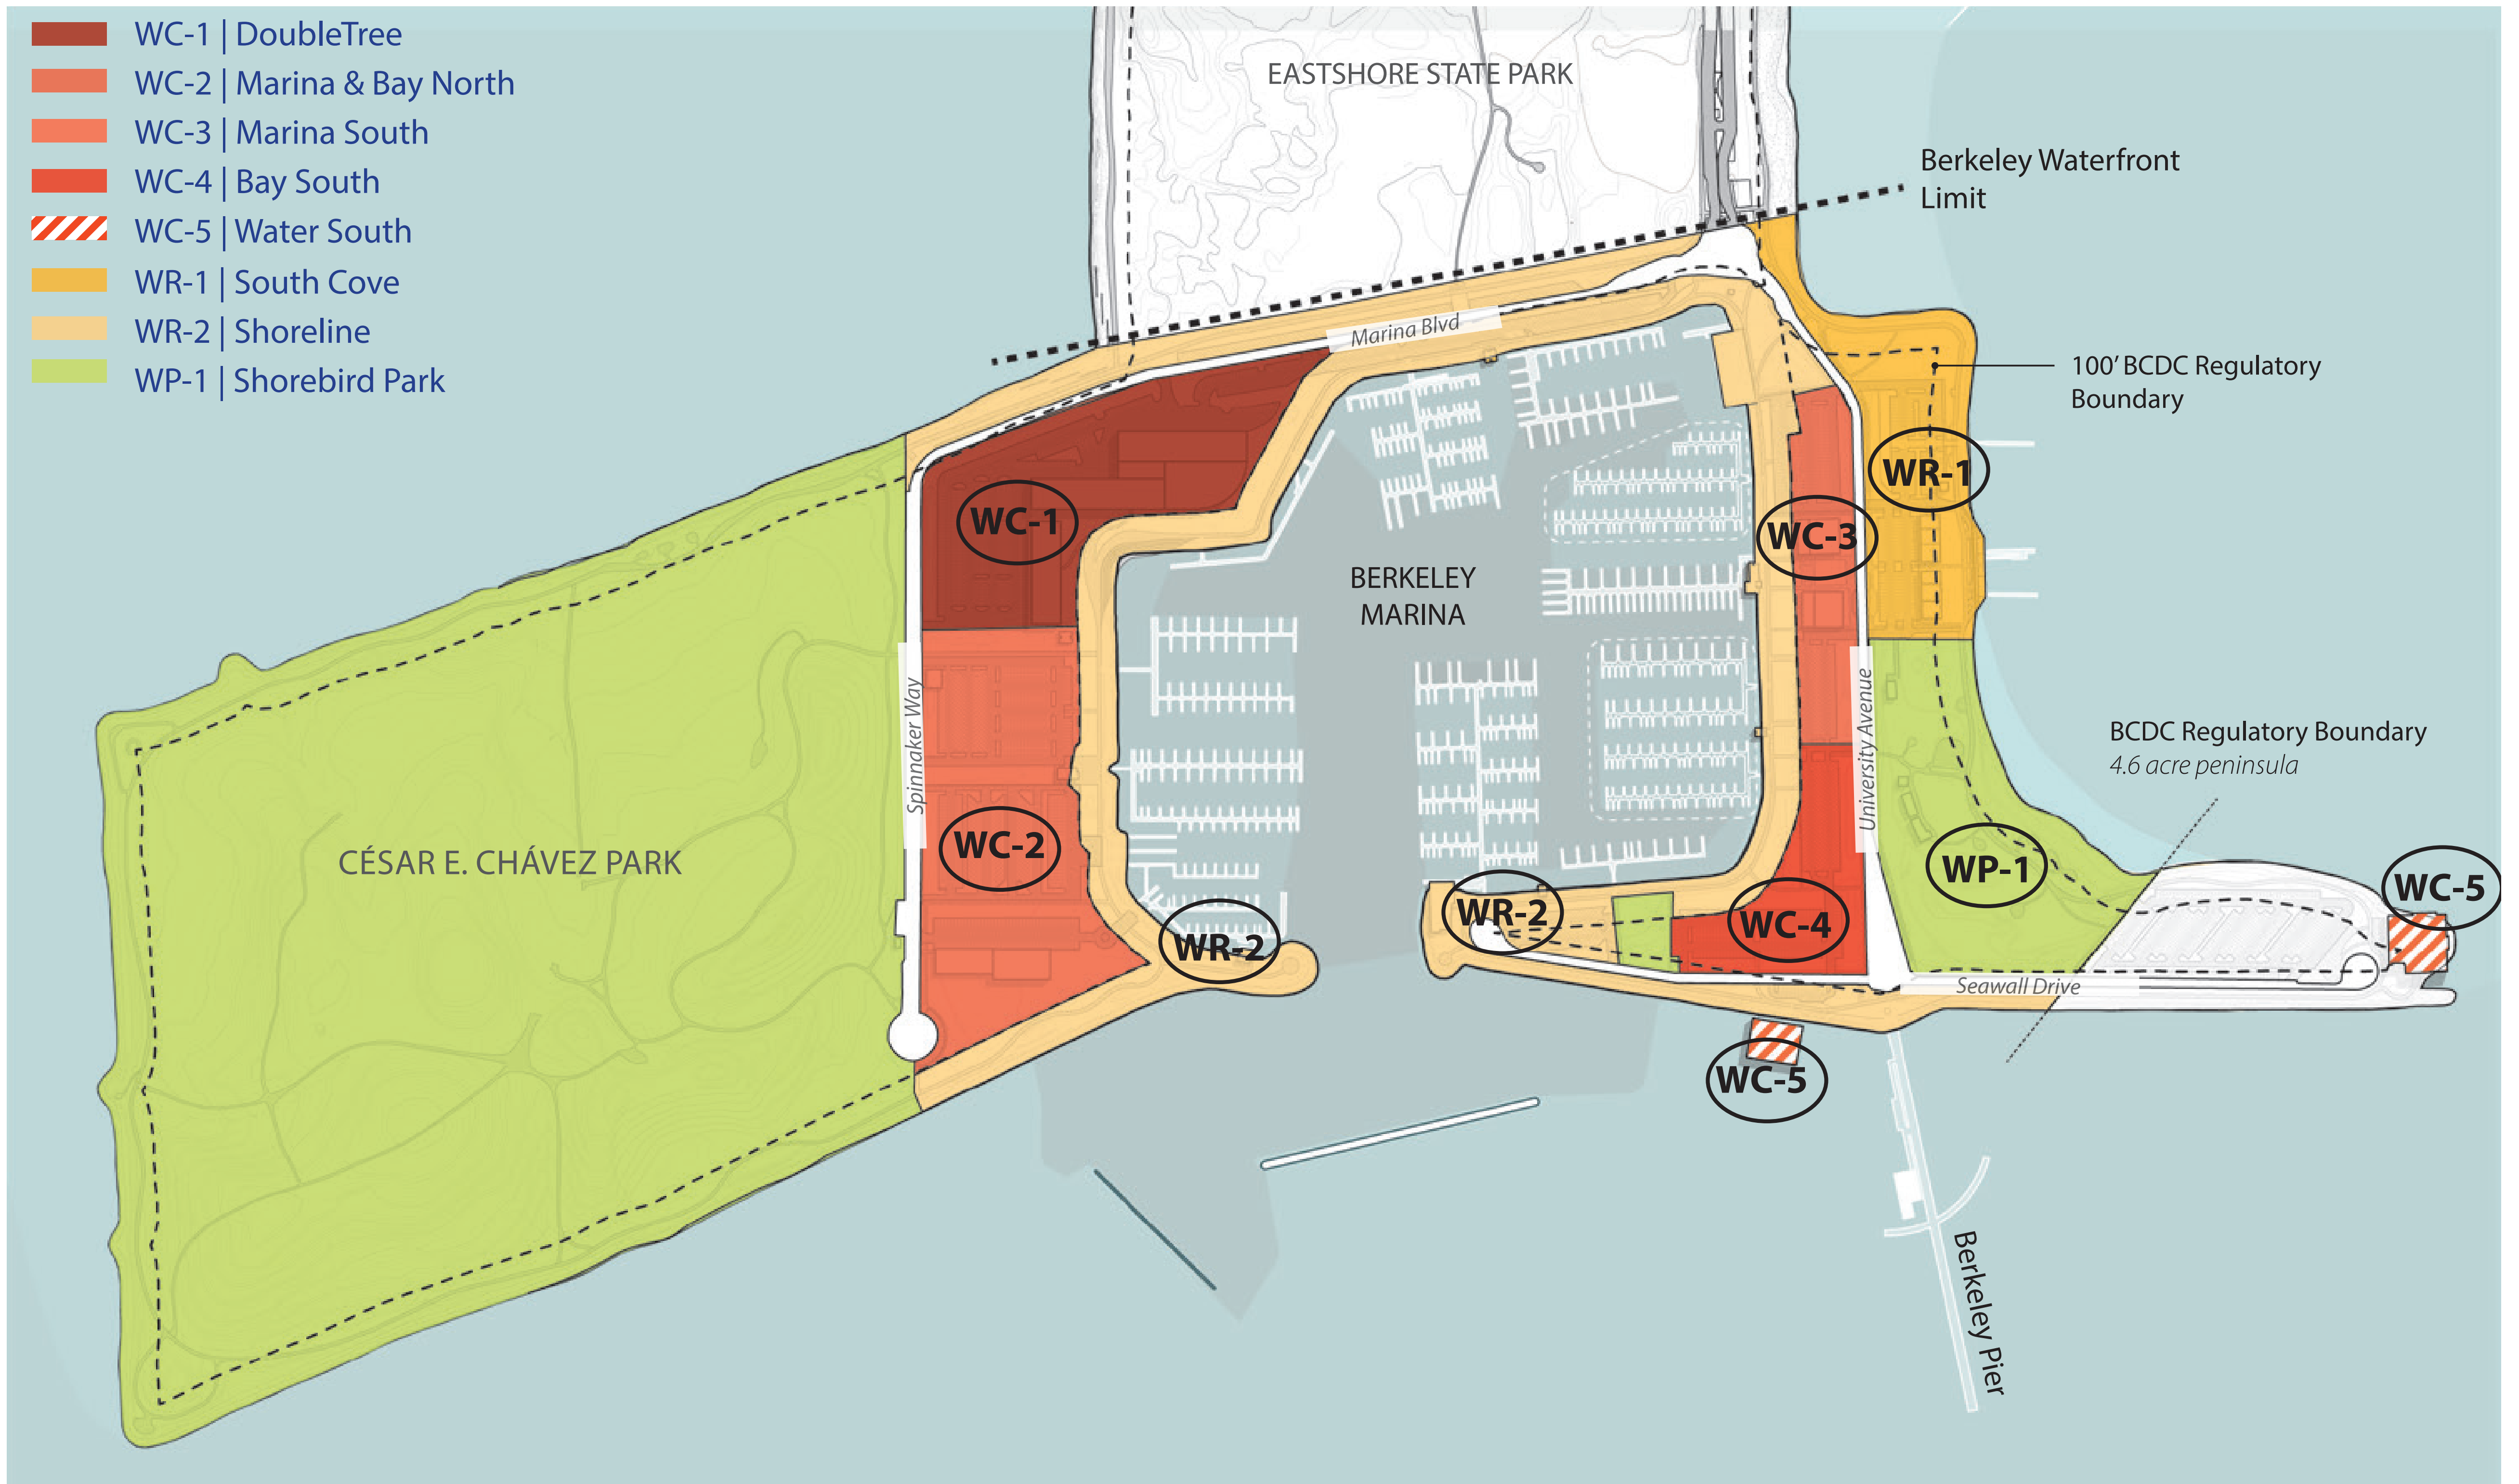 WC-1 | DoubleTree
WC-2 | Marina & Bay North
WC-3 | Marina South
WC-4 | Bay South
WC-5 | Water South
WR-1 | South Cove
WR-2 | Shoreline
WP-1 | Shorebird Park
EASTSHORE STATE PARK
Berkeley Waterfront
Limit
Marina Blvd
100’ BCDC Regulatory
Boundary
WR-1
WC-1
WC-3
BERKELEY
MARINA
Spinnaker Way
University Avenue
BCDC Regulatory Boundary
4.6 acre peninsula
CÉSAR E. CHÁVEZ PARK
WC-2
WP-1
WC-5
WR-2
WC-4
WR-2
Seawall Drive
WC-5
Berkeley Pier